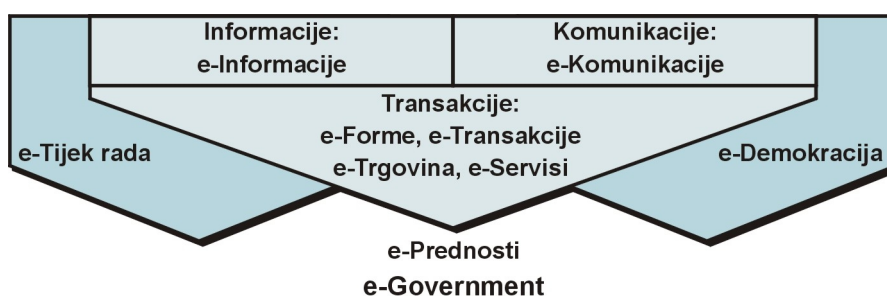 Informacije:
e-Informacije
Komunikacije:
e-Komunikacije
Transakcije:
e-Forme, e-Transakcije
e-Trgovina, e-Servisi
e-Tijek rada
e-Demokracija
e-Prednosti
e-Government